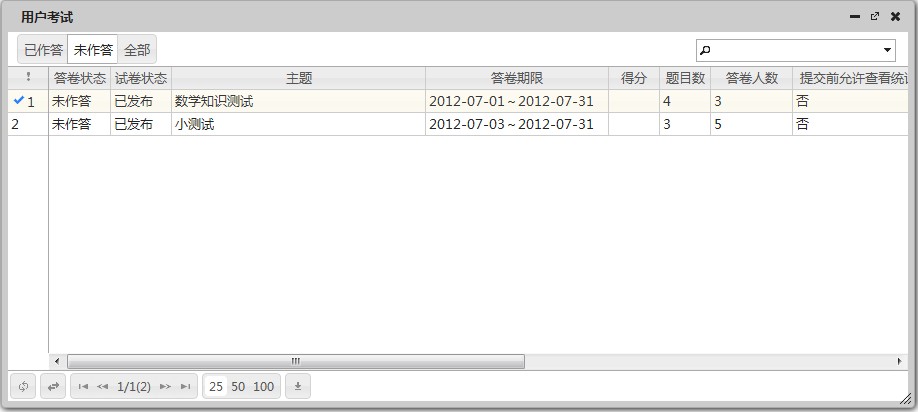 用户考试
已作答 未作答 全部
! 答卷状态 试卷状态 主题 答卷期限 得分 题目数 答卷人数 提交前允许查看统
1 未作答 已发布 数学知识测试 2012-07-01～2012-07-31 4 3 否
2 未作答 已发布 小测试 2012-07-03～2012-07-31 3 5 否
1/1(2) 25 50 100